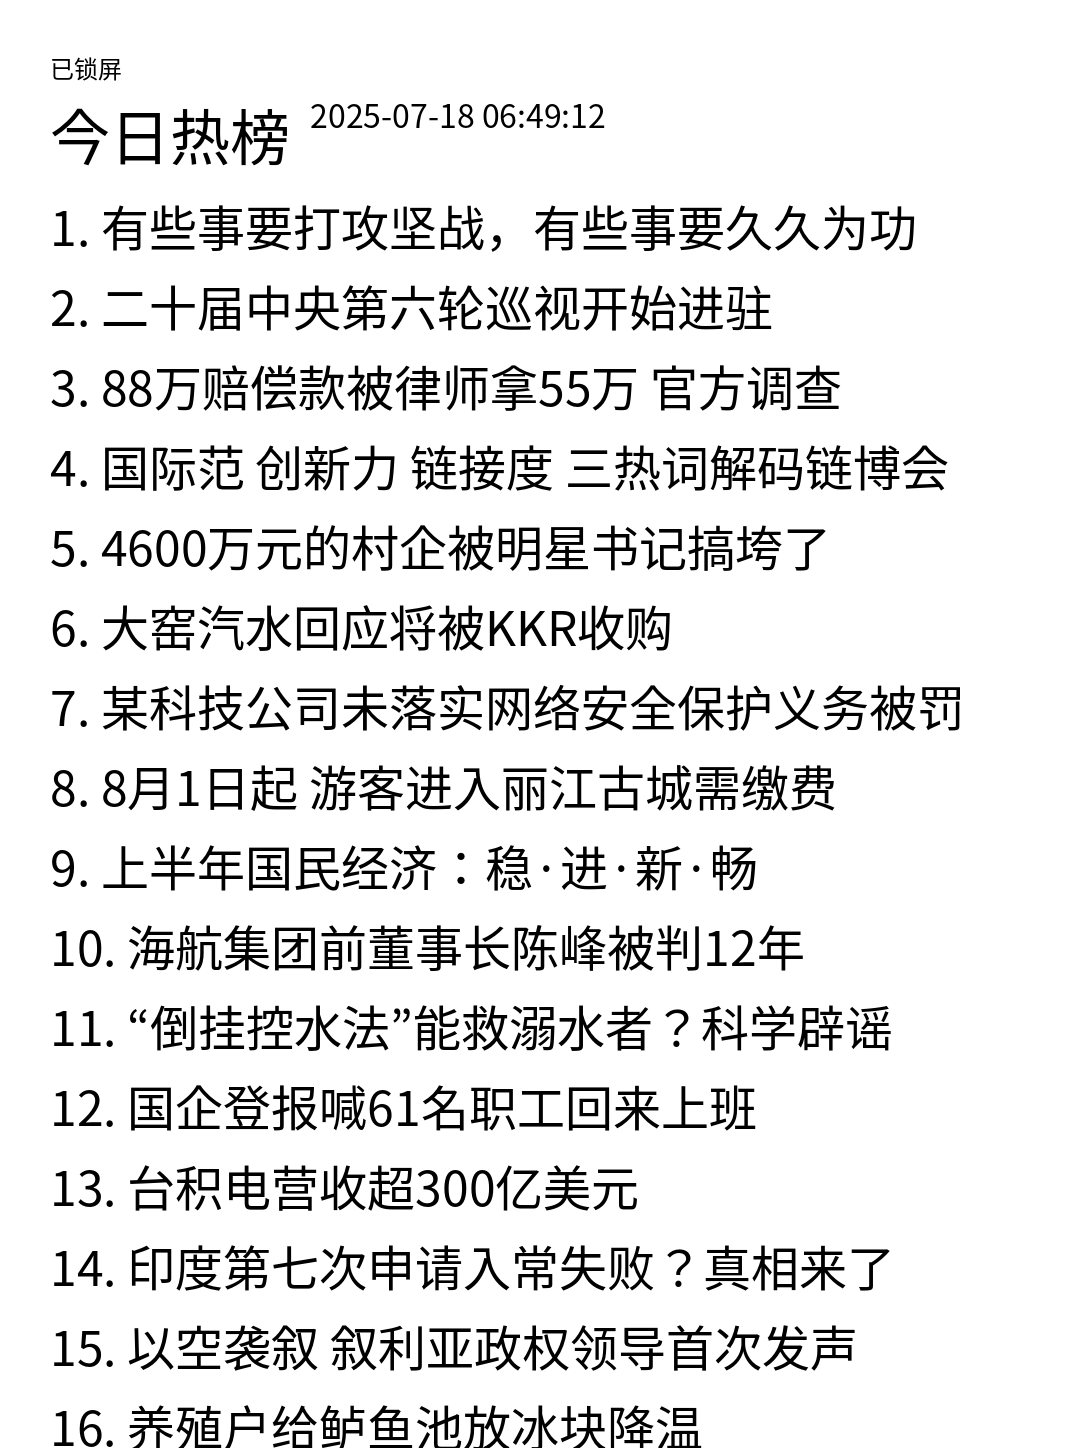 已锁屏
今日热榜 2025-07-18 06:49:12
1. 有些事要打攻坚战，有些事要久久为功
2. 二十届中央第六轮巡视开始进驻
3. 88万赔偿款被律师拿55万 官方调查
4. 国际范 创新力 链接度 三热词解码链博会
5. 4600万元的村企被明星书记搞垮了
6. 大窑汽水回应将被KKR收购
7. 某科技公司未落实网络安全保护义务被罚
8. 8月1日起 游客进入丽江古城需缴费
9. 上半年国民经济：稳·进·新·畅
10. 海航集团前董事长陈峰被判12年
11. “倒挂控水法”能救溺水者？科学辟谣
12. 国企登报喊61名职工回来上班
13. 台积电营收超300亿美元
14. 印度第七次申请入常失败？真相来了
15. 以空袭叙 叙利亚政权领导首次发声
16. 养殖户给鲈鱼池放冰块降温